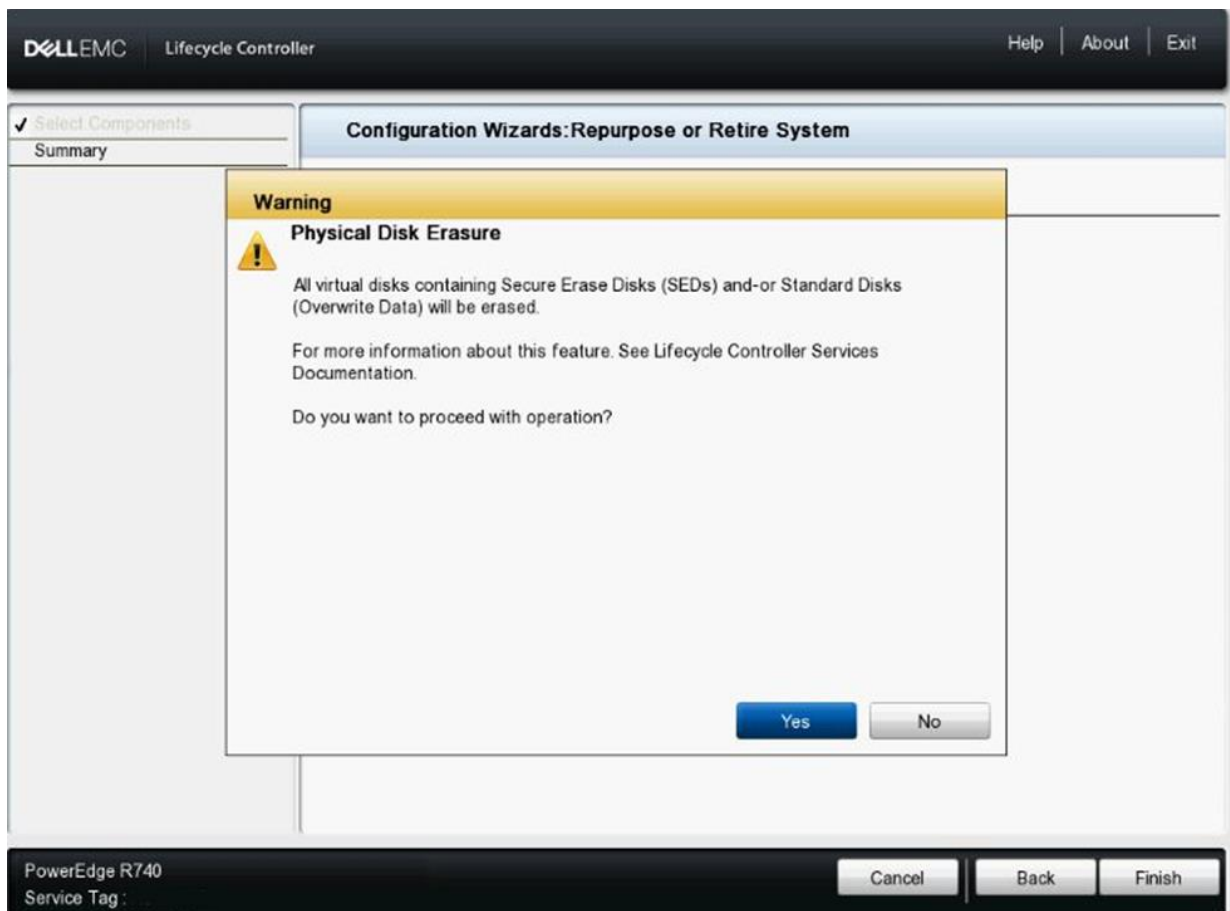 DELLEMC Lifecycle Controller Help About Exit
Select Components
Summary
Configuration Wizards:Repurpose or Retire System
Warning
Physical Disk Erasure
All virtual disks containing Secure Erase Disks (SEDs) and-or Standard Disks
(Overwrite Data) will be erased.
For more information about this feature. See Lifecycle Controller Services
Documentation.
Do you want to proceed with operation?
Yes No
PowerEdge R740
Service Tag :
Cancel Back Finish